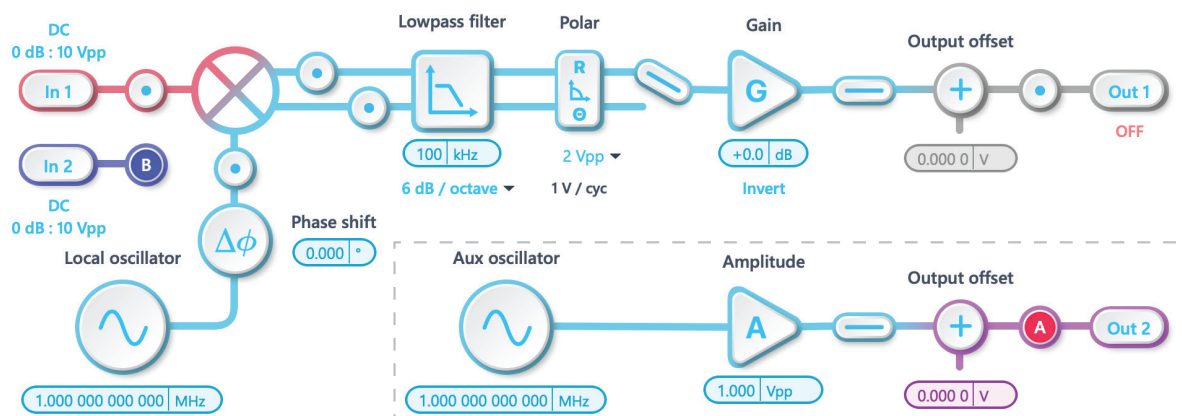 DC
0 dB : 10 Vpp
In 1
In 2
B
DC
0 dB : 10 Vpp
Lowpass filter
100 kHz
6 dB / octave
Polar
R
Θ
2 Vpp
1 V / cyc
Gain
G
+0.0 dB
Invert
Output offset
0.000 0 V
Out 1
OFF
Δϕ
Phase shift
0.000 °
Local oscillator
1.000 000 000 000 MHz
Aux oscillator
1.000 000 000 000 MHz
Amplitude
A
1.000 Vpp
Output offset
0.000 0 V
A
Out 2